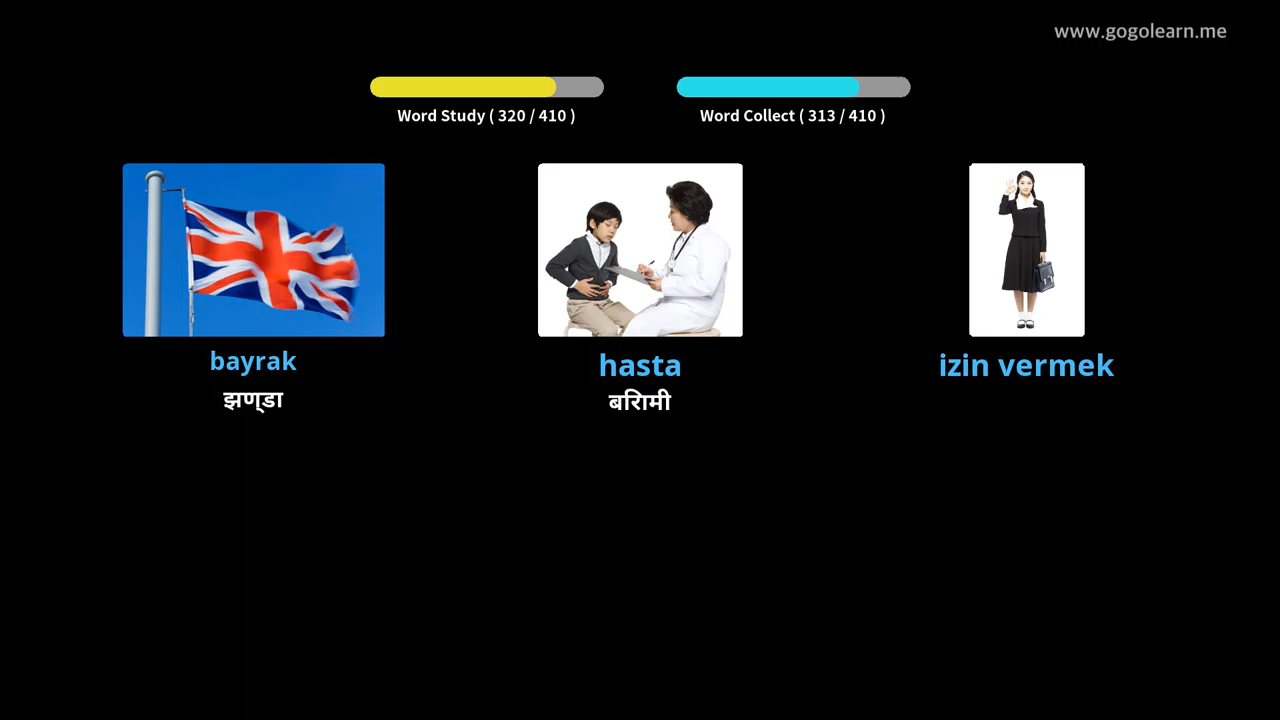 www.gogolearn.me
Word Study ( 320 / 410 )
Word Collect ( 313 / 410 )
bayrak
झण्डा
hasta
बिरामी
izin vermek